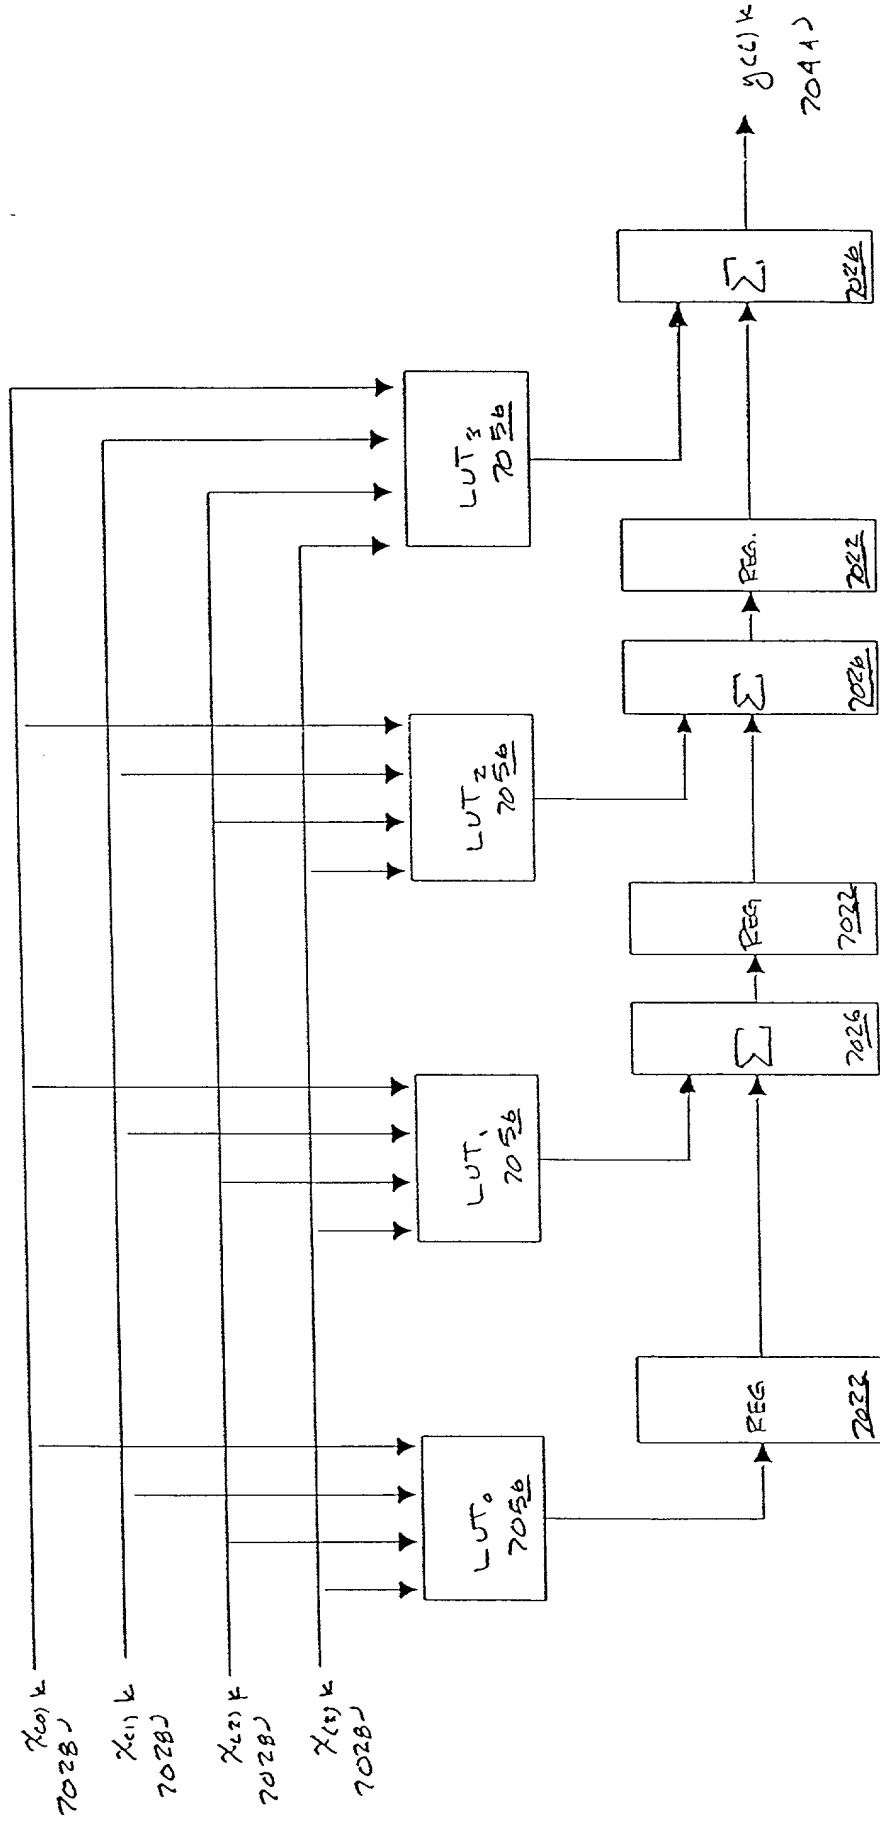 x(0)k
7028
x(1)k
7028
x(2)k
7028
x(3)k
7028
LUT0
7056
LUT1
7056
LUT2
7056
LUT3
7056
REG
7022
Σ
7026
REG
7022
Σ
7026
REG.
7022
Σ
7026
y(i)k
7044